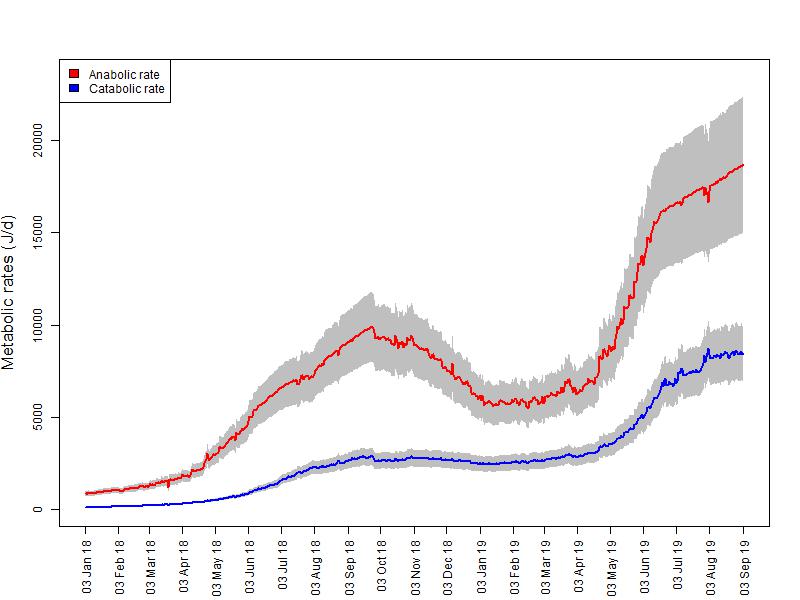 Anabolic rate
Catabolic rate
Metabolic rates (J/d)
20000
15000
10000
5000
0
03 Jan 18
03 Feb 18
03 Mar 18
03 Apr 18
03 May 18
03 Jun 18
03 Jul 18
03 Aug 18
03 Sep 18
03 Oct 18
03 Nov 18
03 Dec 18
03 Jan 19
03 Feb 19
03 Mar 19
03 Apr 19
03 May 19
03 Jun 19
03 Jul 19
03 Aug 19
03 Sep 19